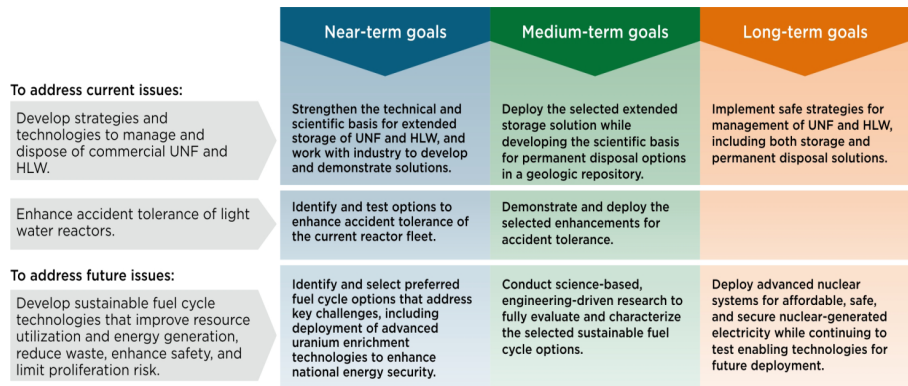 Near-term goals
Medium-term goals
Long-term goals
To address current issues:
Develop strategies and
technologies to manage and
dispose of commercial UNF and
HLW.
Strengthen the technical and
scientific basis for extended
storage of UNF and HLW, and
work with industry to develop
and demonstrate solutions.
Deploy the selected extended
storage solution while
developing the scientific basis
for permanent disposal options
in a geologic repository.
Implement safe strategies for
management of UNF and HLW,
including both storage and
permanent disposal solutions.
Enhance accident tolerance of light
water reactors.
Identify and test options to
enhance accident tolerance of
the current reactor fleet.
Demonstrate and deploy the
selected enhancements for
accident tolerance.
To address future issues:
Develop sustainable fuel cycle
technologies that improve resource
utilization and energy generation,
reduce waste, enhance safety, and
limit proliferation risk.
Identify and select preferred
fuel cycle options that address
key challenges, including
deployment of advanced
uranium enrichment
technologies to enhance
national energy security.
Conduct science-based,
engineering-driven research to
fully evaluate and characterize
the selected sustainable fuel
cycle options.
Deploy advanced nuclear
systems for affordable, safe,
and secure nuclear-generated
electricity while continuing to
test enabling technologies for
future deployment.